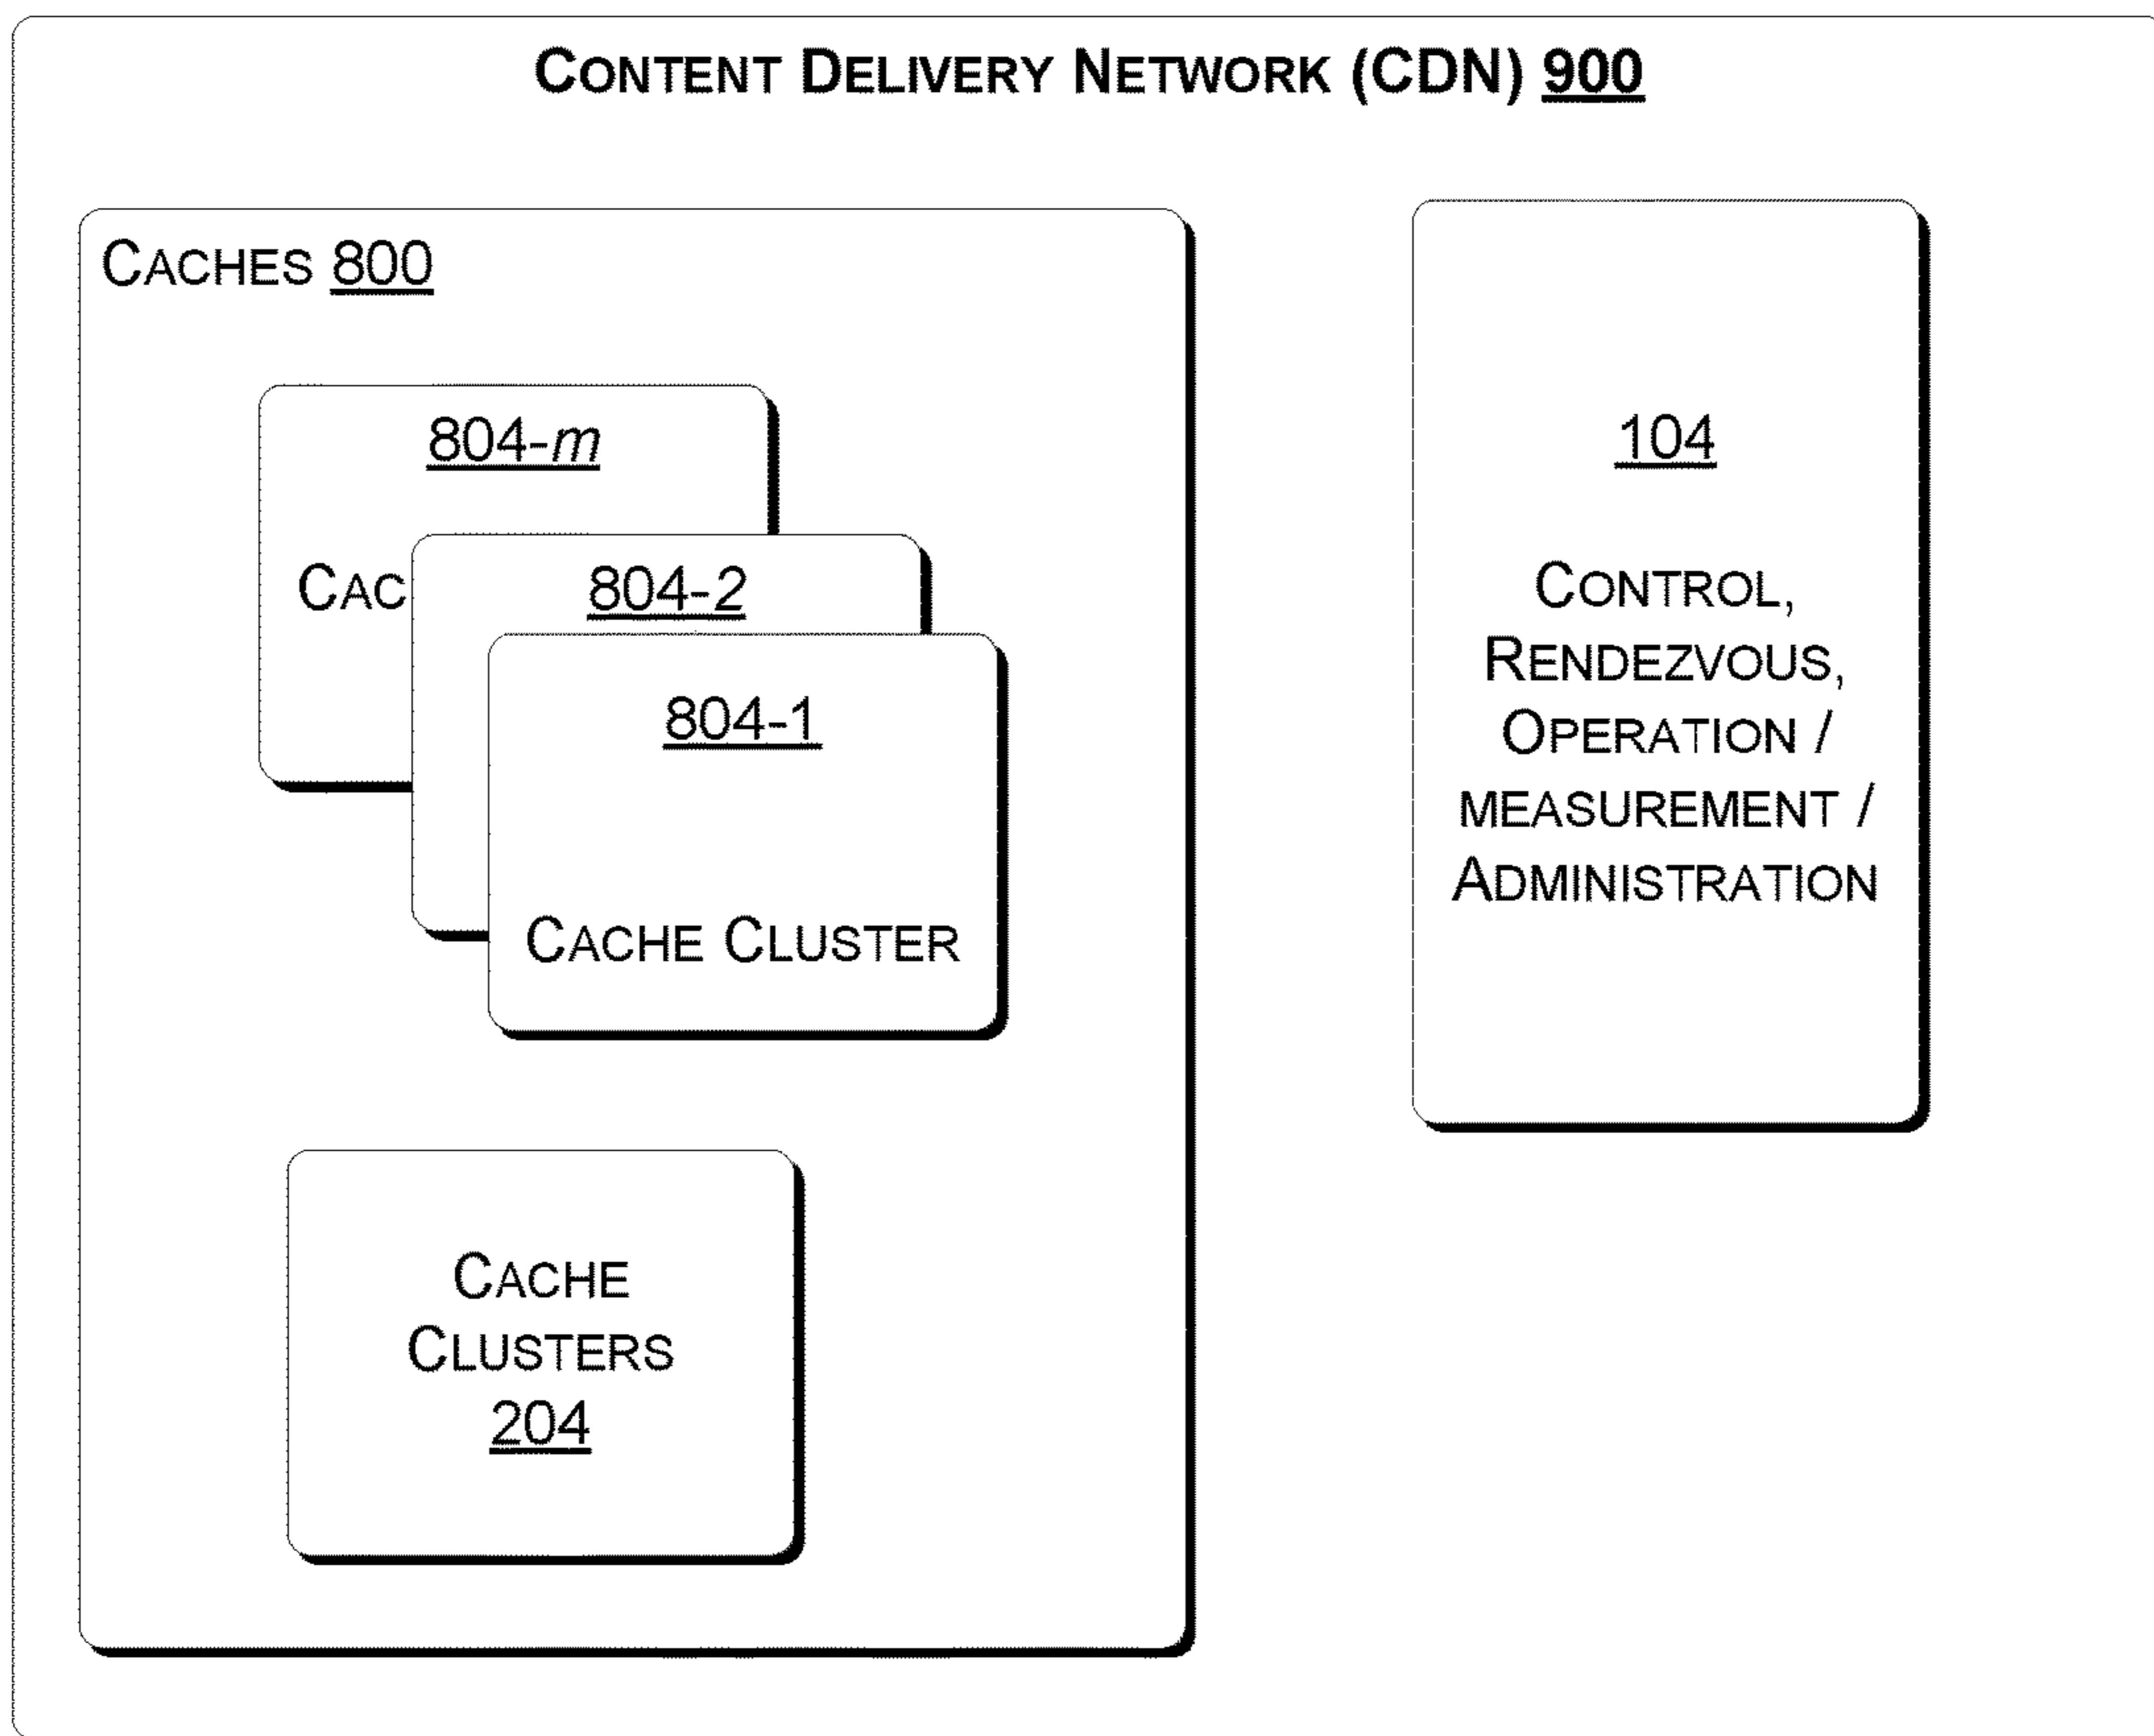 CONTENT DELIVERY NETWORK (CDN) 900
CACHES 800
804-m
CAC
804-2
804-1
CACHE CLUSTER
CACHE
CLUSTERS
204
104
CONTROL,
RENDEZVOUS,
OPERATION /
MEASUREMENT /
ADMINISTRATION